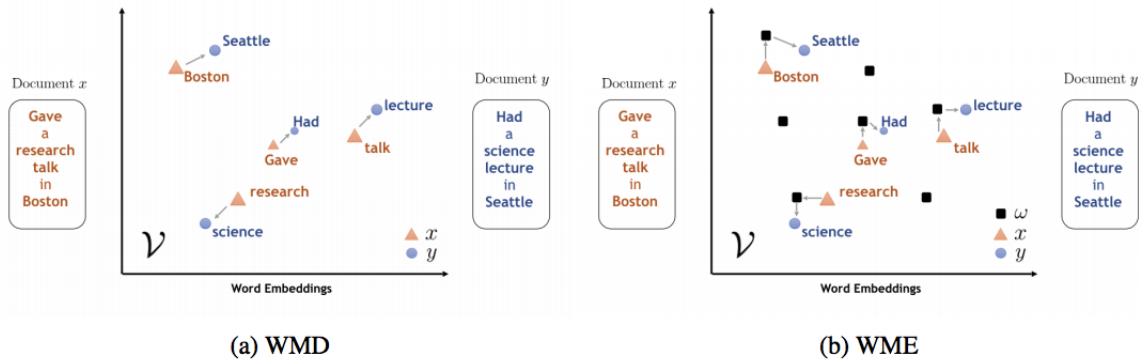 Document x
Gave
a
research
talk
in
Boston
Seattle
Boston
Had
lecture
Gave
talk
research
science
𝒱
x
y
Word Embeddings
Document y
Had
a
science
lecture
in
Seattle
(a) WMD
Document x
Gave
a
research
talk
in
Boston
Seattle
Boston
Had
lecture
Gave
talk
research
science
𝒱
ω
x
y
Word Embeddings
Document y
Had
a
science
lecture
in
Seattle
(b) WME